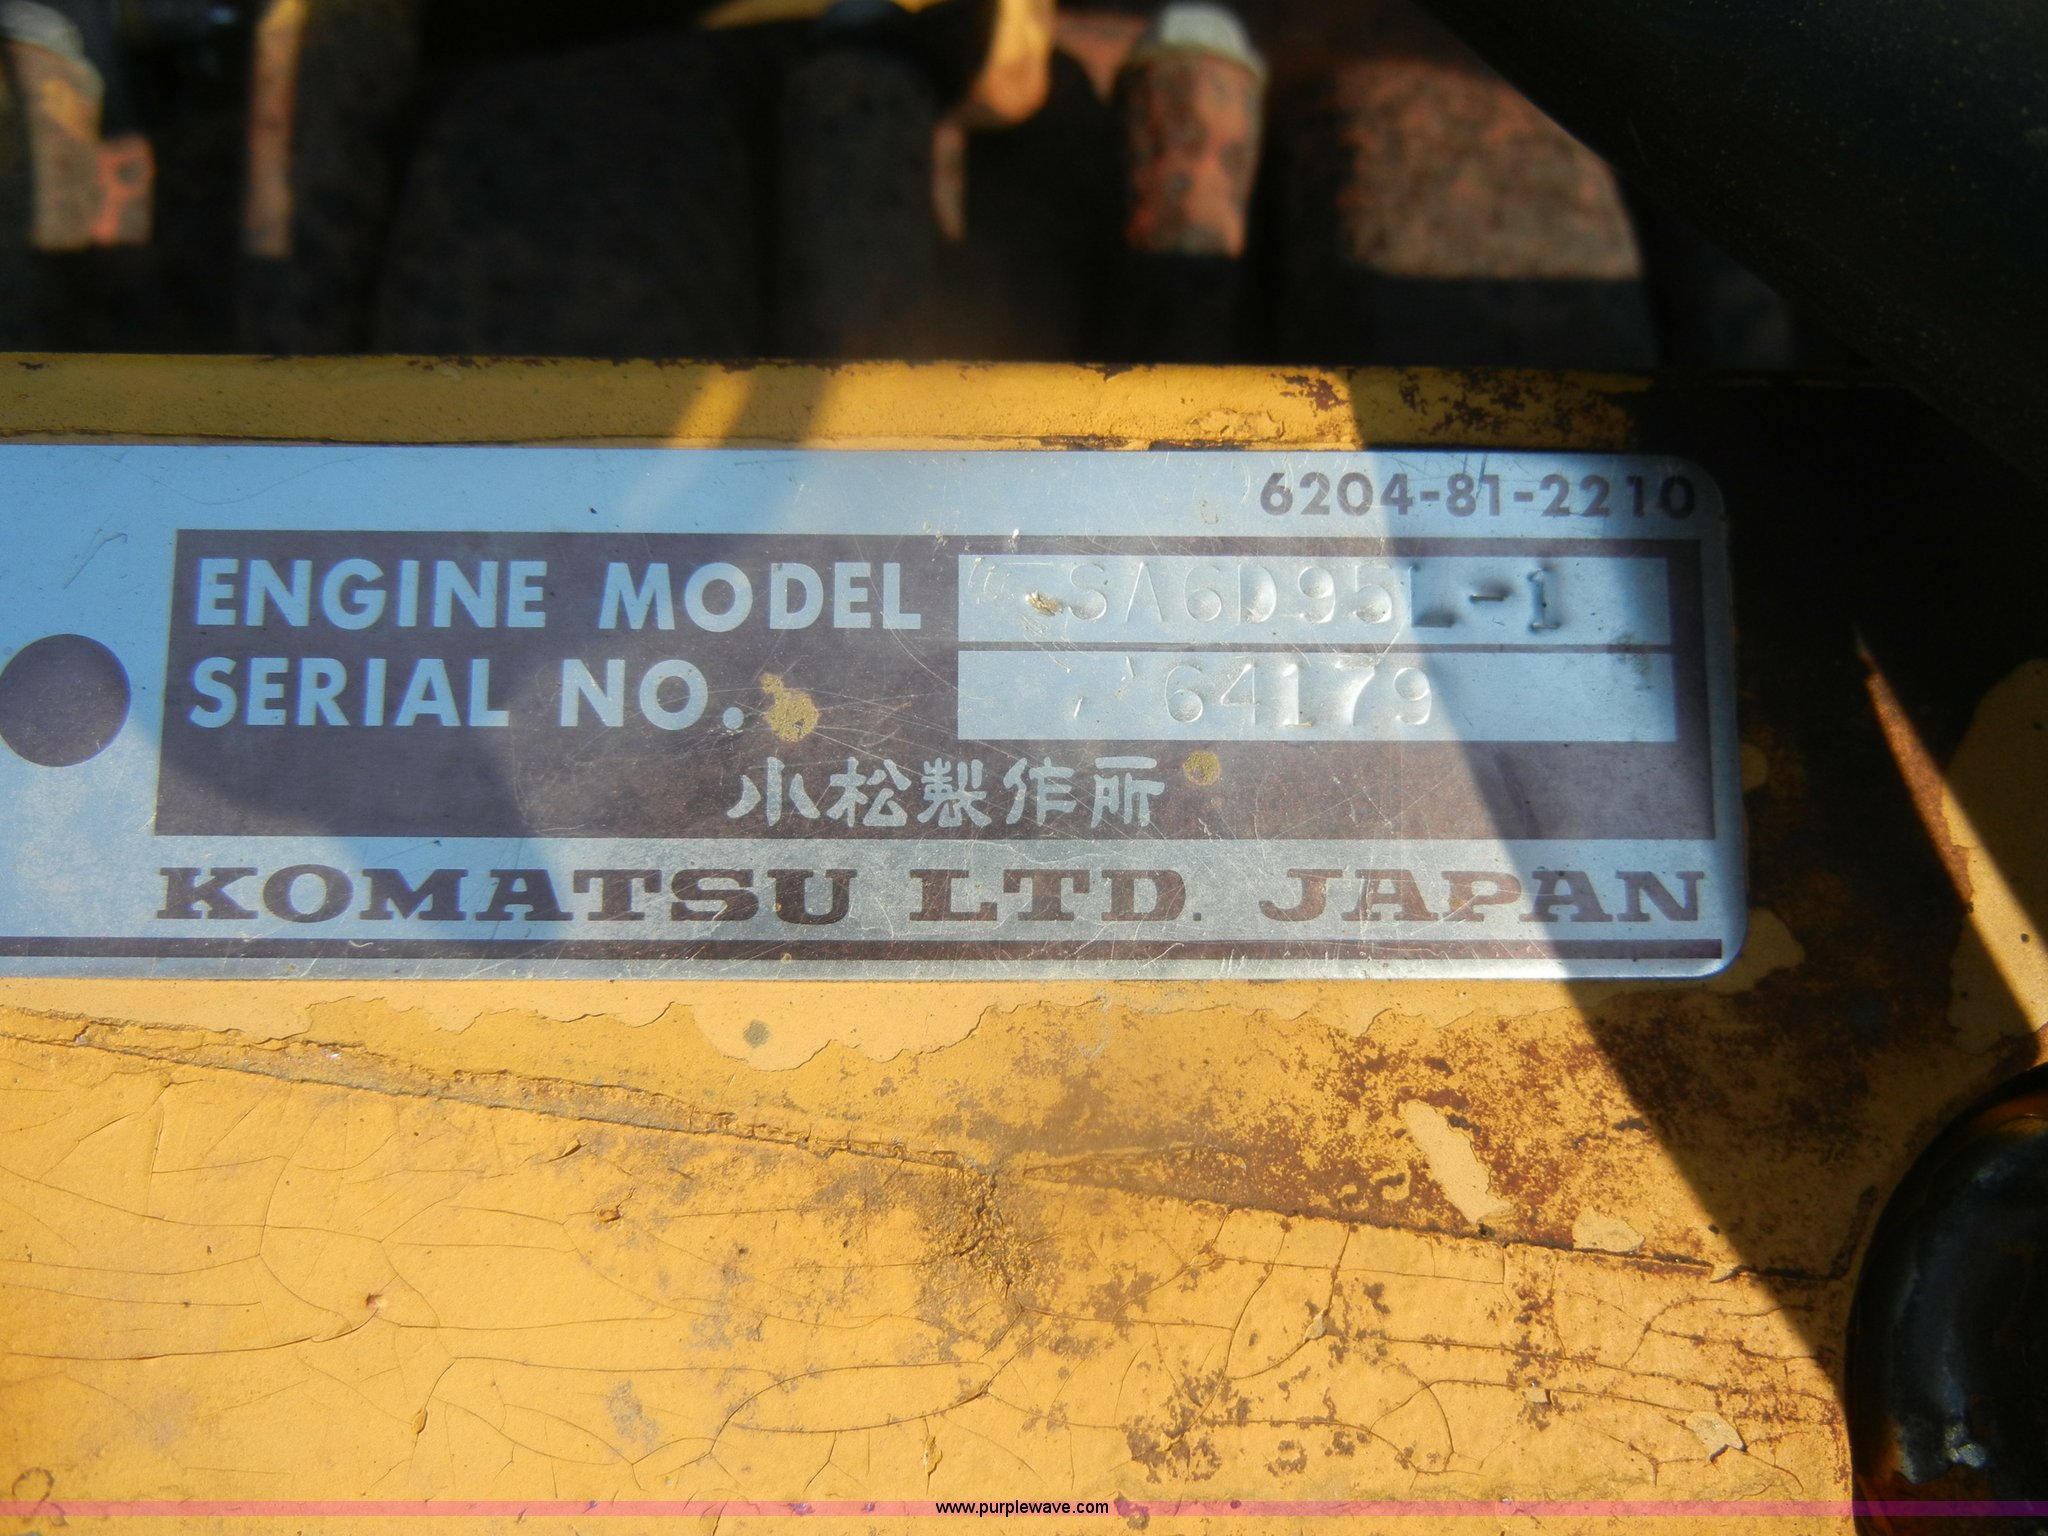 6204-81-2210
ENGINE MODEL SA6D95L-1
SERIAL NO. 64179
小松製作所
KOMATSU LTD. JAPAN
www.purplewave.com